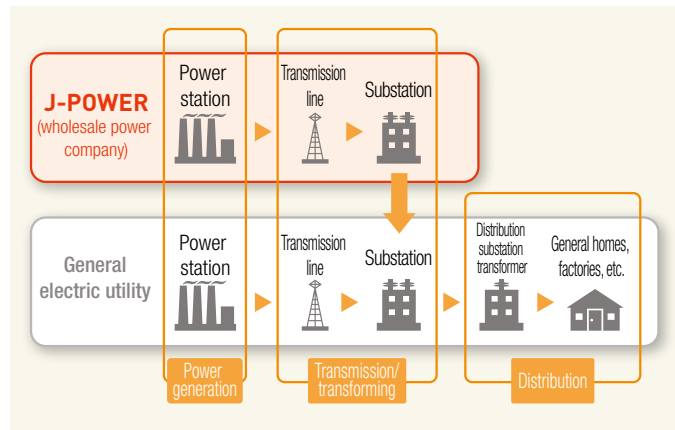 J-POWER
(wholesale power
company)
Power
station
Transmission
line
Substation
General
electric utility
Power
station
Transmission
line
Substation
Distribution
substation
transformer
General homes,
factories, etc.
Power
generation
Transmission/
transforming
Distribution